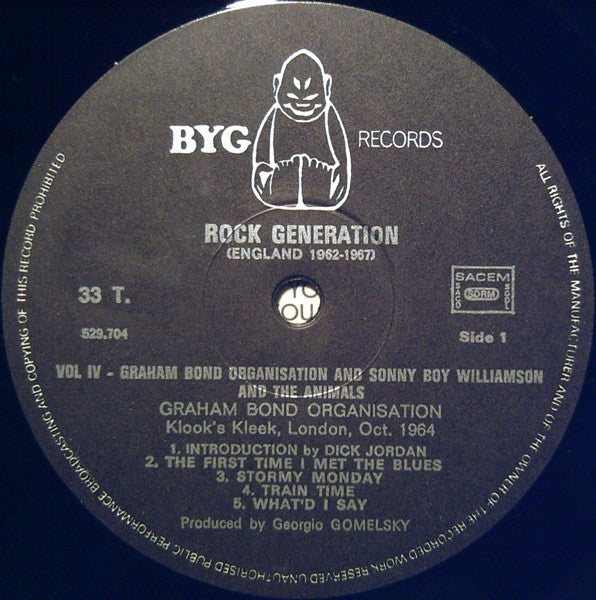 BYG RECORDS
ROCK GENERATION
(ENGLAND 1962-1967)
33 T.
529.704
SACEM
SACD SDRM SGDL
Side 1
VOL IV - GRAHAM BOND ORGANISATION AND SONNY BOY WILLIAMSON
AND THE ANIMALS
GRAHAM BOND ORGANISATION
Klook's Kleek, London, Oct. 1964
1. INTRODUCTION by DICK JORDAN
2. THE FIRST TIME I MET THE BLUES
3. STORMY MONDAY
4. TRAIN TIME
5. WHAT'D I SAY
Produced by Georgio GOMELSKY
ALL RIGHTS OF THE MANUFACTURER AND OF THE OWNER OF THE RECORDED WORK RESERVED UNAUTHORISED PUBLIC PERFORMANCE BROADCASTING AND COPYING OF THIS RECORD PROHIBITED